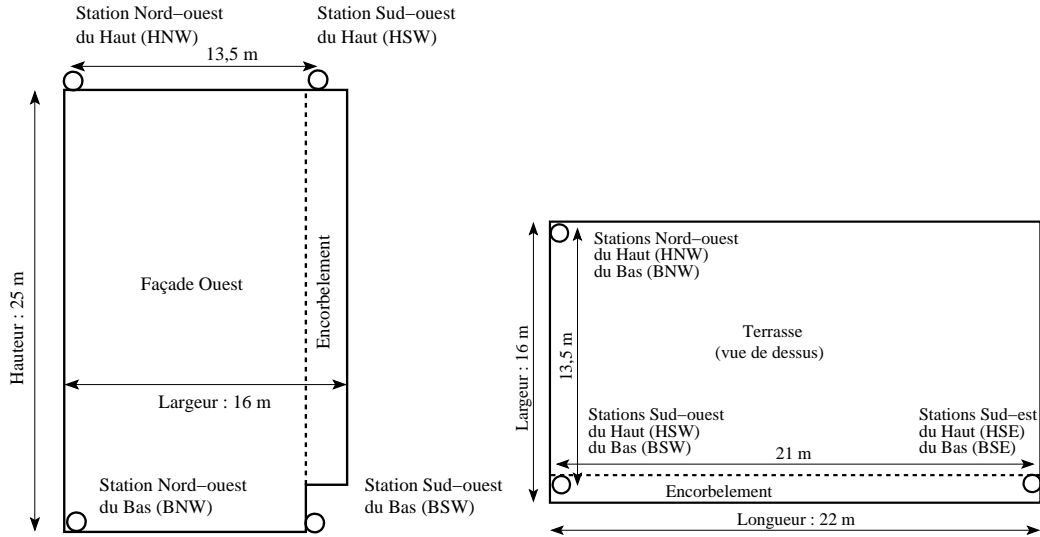 Station Nord−ouest
du Haut (HNW)
Station Sud−ouest
du Haut (HSW)
13,5 m
Hauteur : 25 m
Façade Ouest
Encorbelement
Largeur : 16 m
Station Nord−ouest
du Bas (BNW)
Station Sud−ouest
du Bas (BSW)
Largeur : 16 m
13,5 m
Stations Nord−ouest
du Haut (HNW)
du Bas (BNW)
Terrasse
(vue de dessus)
Stations Sud−ouest
du Haut (HSW)
du Bas (BSW)
Stations Sud−est
du Haut (HSE)
du Bas (BSE)
21 m
Encorbelement
Longueur : 22 m